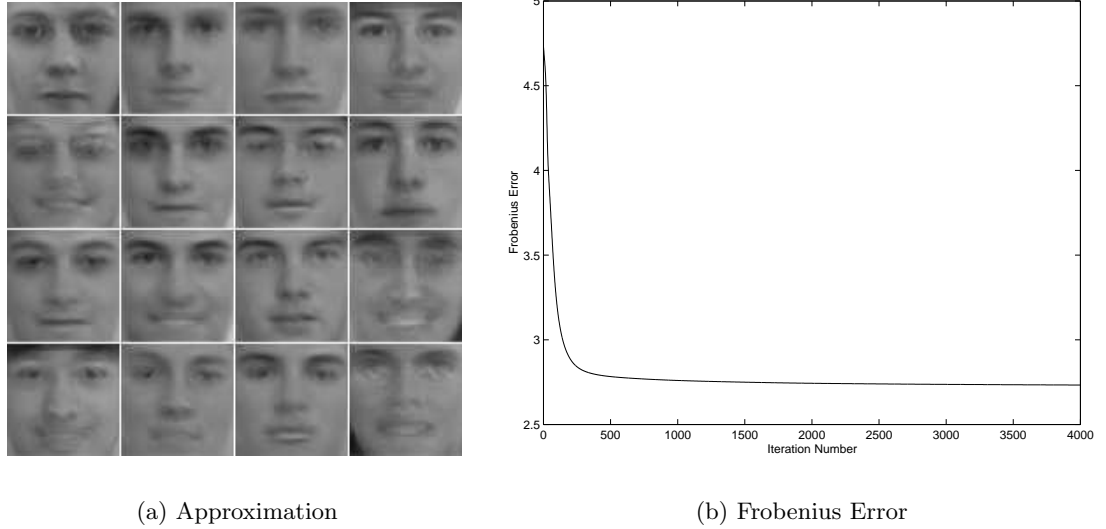 5
4.5
4
3.5
3
2.5
Frobenius Error
0 500 1000 1500 2000 2500 3000 3500 4000
Iteration Number
(a) Approximation
(b) Frobenius Error